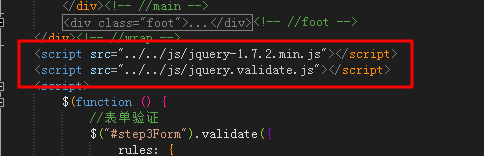 </div><!-- //main -->
<div class="foot">...</div><!-- //foot -->
</div><!-- //wrap -->
<script src="../../js/jquery-1.7.2.min.js"></script>
<script src="../../js/jquery.validate.js"></script>
<script>
$(function () {
//表单验证
$("#step3Form").validate({
rules: {